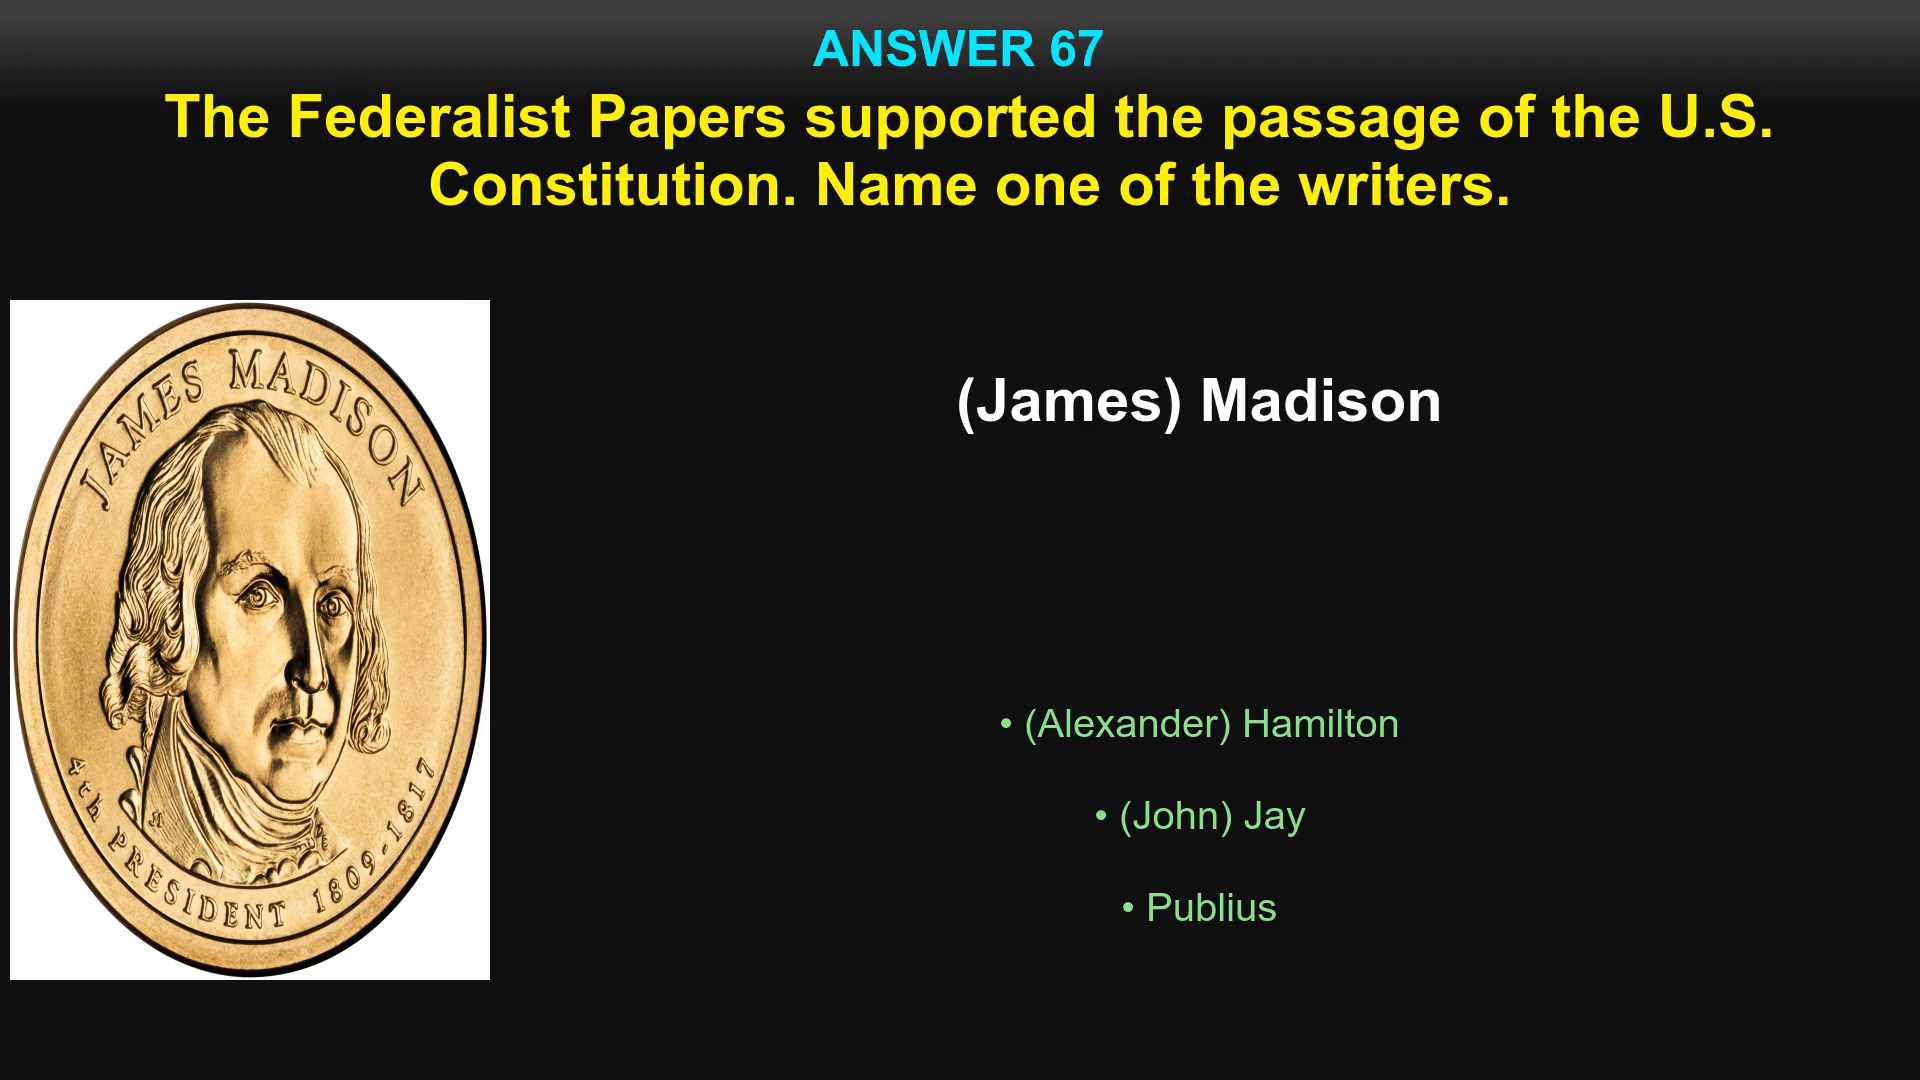 ANSWER 67
The Federalist Papers supported the passage of the U.S.
Constitution. Name one of the writers.
JAMES MADISON
4th PRESIDENT 1809-1817
(James) Madison
• (Alexander) Hamilton
• (John) Jay
• Publius